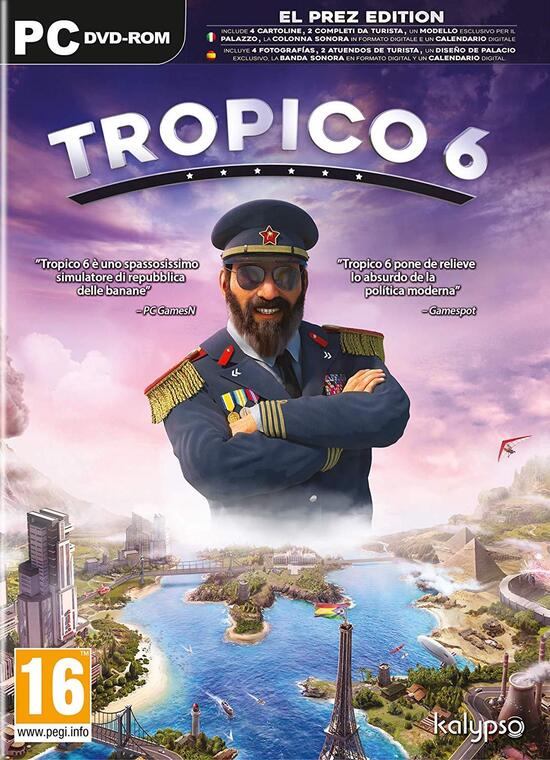 PC DVD-ROM
EL PREZ EDITION
INCLUDE 4 CARTOLINE, 2 COMPLETI DA TURISTA, UN MODELLO ESCLUSIVO PER IL
PALAZZO, LA COLONNA SONORA IN FORMATO DIGITALE E UN CALENDARIO DIGITALE
INCLUYE 4 FOTOGRAFÍAS, 2 ATUENDOS DE TURISTA, UN DISEÑO DE PALACIO
EXCLUSIVO, LA BANDA SONORA EN FORMATO DIGITAL Y UN CALENDARIO DIGITAL.
TROPICO 6
"Tropico 6 è uno spassosissimo
simulatore di repubblica
delle banane"
– PC GamesN
"Tropico 6 pone de relieve
lo absurdo de la
política moderna"
– Gamespot
16
TM
www.pegi.info
kalypso